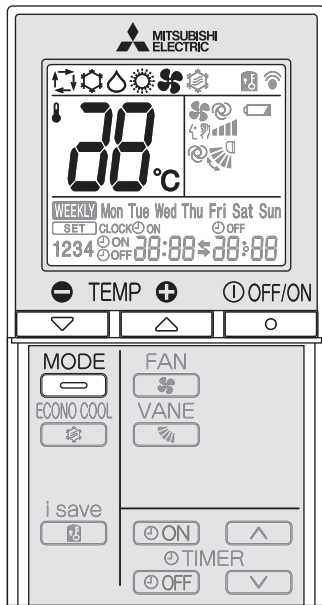 MITSUBISHI
ELECTRIC
88°C
WEEKLY Mon Tue Wed Thu Fri Sat Sun
SET CLOCK ON OFF
1234 ON OFF 88:88 88:88
TEMP OFF/ON
MODE FAN
ECONO COOL VANE
i save
ON
TIMER
OFF